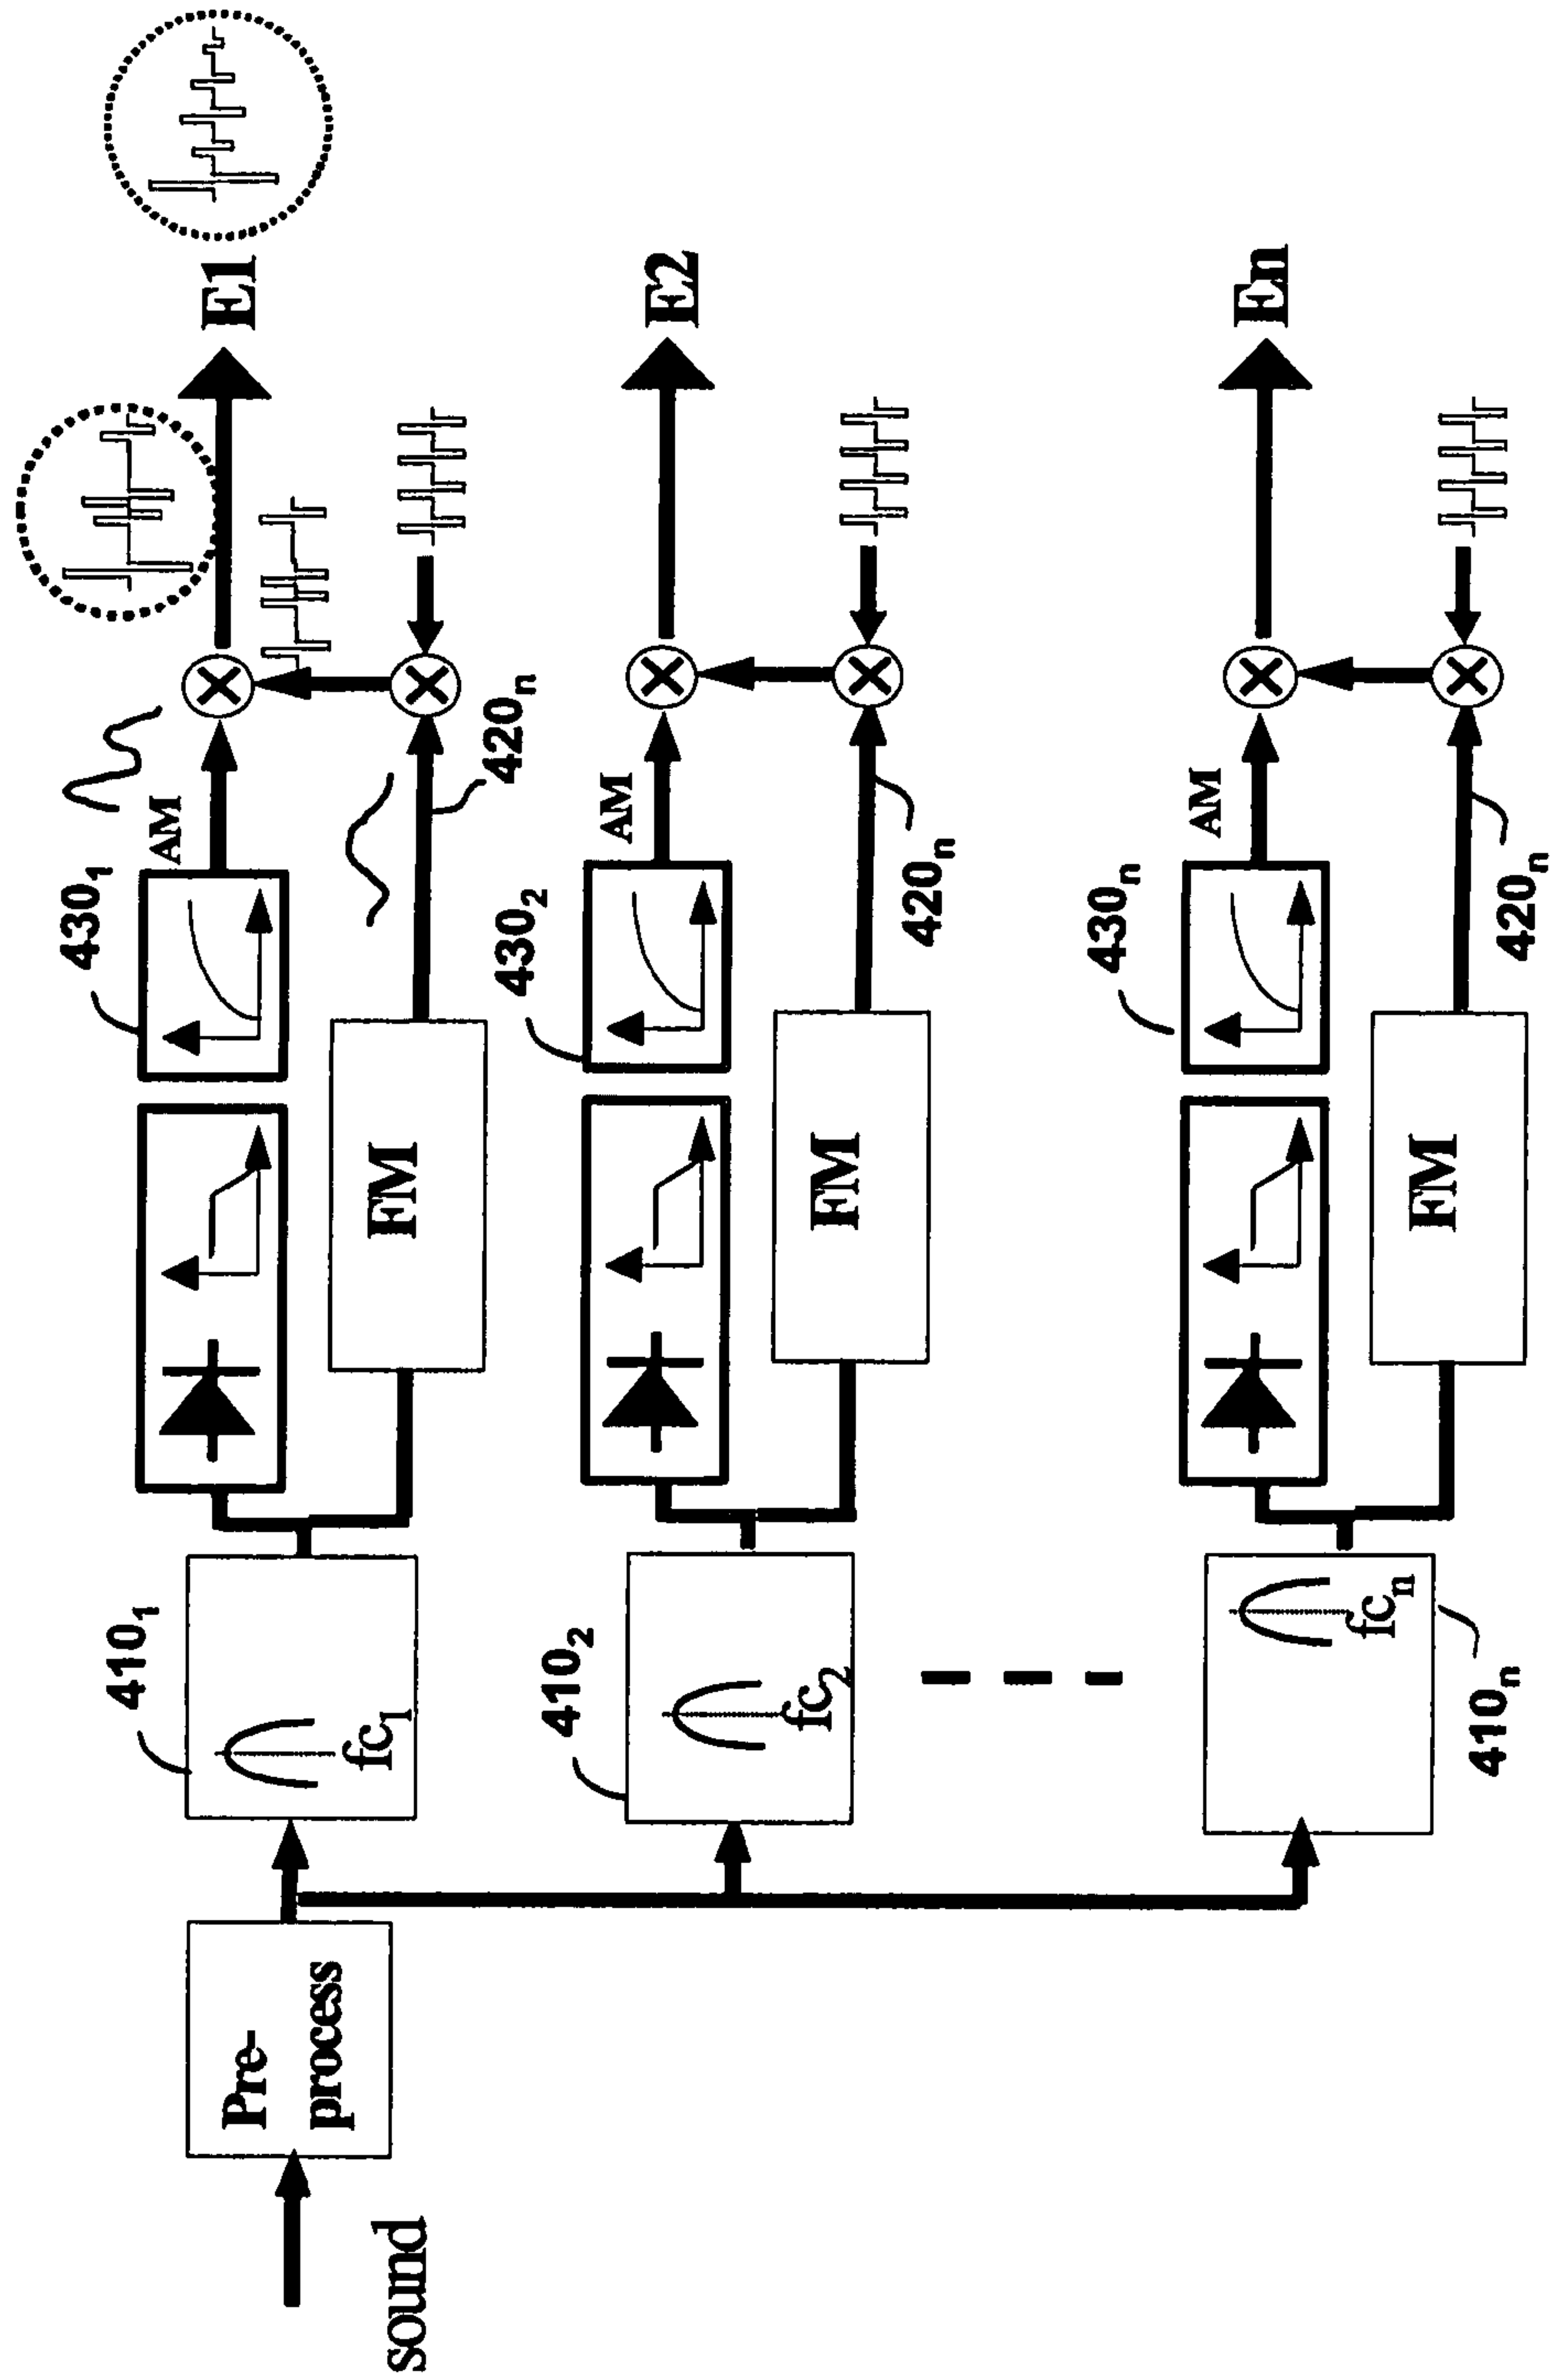 sound
Pre-
process
410₁
fc₁
430₁
AM
FM
420ₙ
E1
410₂
fc₂
430₂
AM
FM
420ₙ
E2
410ₙ
fcₙ
430ₙ
AM
FM
420ₙ
En